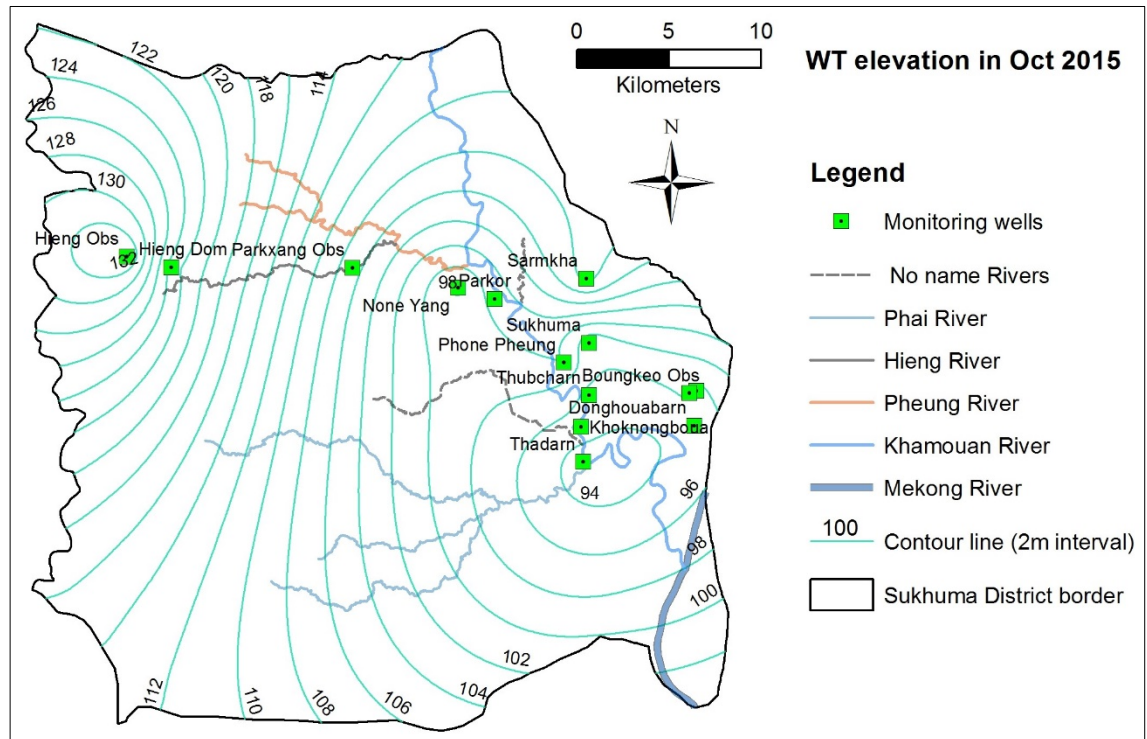 0 5 10
Kilometers
WT elevation in Oct 2015
N
Legend
Monitoring wells
No name Rivers
Phai River
Hieng River
Pheung River
Khamouan River
Mekong River
100
Contour line (2m interval)
Sukhuma District border
122
124
120
118
114
126
128
130
Hieng Obs
132
Hieng Dom
Parkxang Obs
Samkha
98
Parkor
None Yang
Sukhuma
Phone Pheung
Thubcharn
Boungkeo Obs
Donghouabarn
Khoknongboua
Thadarn
94
96
98
100
102
104
106
108
110
112